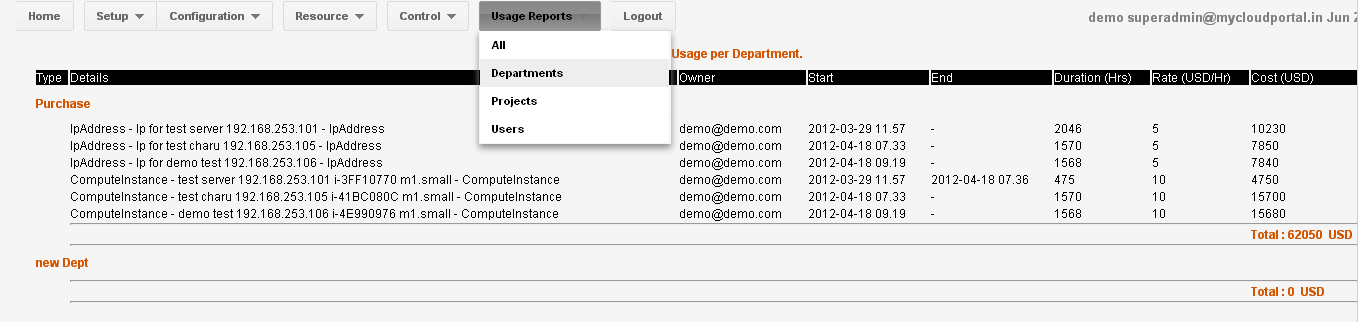 Home Setup Configuration Resource Control Usage Reports Logout demo superadmin@mycloudportal.in Jun
All
Usage per Department.
Departments
Type Details Owner Start End Duration (Hrs) Rate (USD/Hr) Cost (USD)
Projects
Purchase
Users
IpAddress - Ip for test server 192.168.253.101 - IpAddress demo@demo.com 2012-03-29 11.57 - 2046 5 10230
IpAddress - Ip for test charu 192.168.253.105 - IpAddress demo@demo.com 2012-04-18 07.33 - 1570 5 7850
IpAddress - Ip for demo test 192.168.253.106 - IpAddress demo@demo.com 2012-04-18 09.19 - 1568 5 7840
ComputeInstance - test server 192.168.253.101 i-3FF10770 m1.small - ComputeInstance demo@demo.com 2012-03-29 11.57 2012-04-18 07.36 475 10 4750
ComputeInstance - test charu 192.168.253.105 i-41BC080C m1.small - ComputeInstance demo@demo.com 2012-04-18 07.33 - 1570 10 15700
ComputeInstance - demo test 192.168.253.106 i-4E990976 m1.small - ComputeInstance demo@demo.com 2012-04-18 09.19 - 1568 10 15680
Total : 62050 USD
new Dept
Total : 0 USD